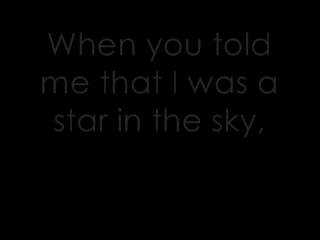 When you told
me that I was a
star in the sky,